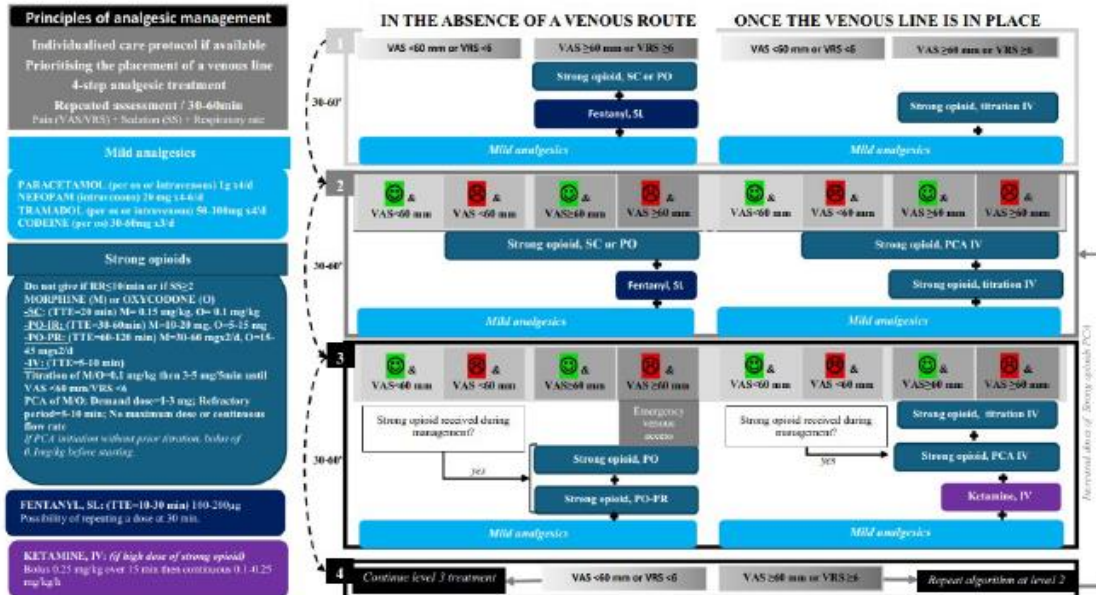 Principles of analgesic management
Individualised care protocol if available
Prioritising the placement of a venous line
4-step analgesic treatment
Repeated assessment / 30-60min
Pain (VAS/VRS) + Sedation (SS) + Respiratory rate
Mild analgesics
PARACETAMOL (per os or intravenous) 1g x4/d
NEFOPAM (intravenous) 20 mg x4-6/d
TRAMADOL (per os or intravenous) 50-100mg x4/d
CODEINE (per os) 30-60mg x3/d
Strong opioids
Do not give if RR≤10/min or if SS≥2
MORPHINE (M) or OXYCODONE (O)
-SC: (TTE=20 min) M= 0.15 mg/kg, O= 0.1 mg/kg
-PO-IR: (TTE=30-60min) M=10-20 mg, O=5-15 mg
-PO-PR: (TTE=60-120 min) M=30-60 mgx2/d, O=15-
45 mgx2/d
-IV: (TTE=5-10 min)
Titration of M/O=0.1 mg/kg then 3-5 mg/5min until
VAS <60 mm/VRS <6
PCA of M/O: Demand dose=1-3 mg; Refractory
period=5-10 min; No maximum dose or continuous
flow rate
If PCA initiation without prior titration, bolus of
0.1mg/kg before starting.
FENTANYL, SL: (TTE=10-30 min) 100-200µg
Possibility of repeating a dose at 30 min.
KETAMINE, IV: (if high dose of strong opioid)
Bolus 0.25 mg/kg over 15 min then continuous 0.1-0.25
mg/kg/h
IN THE ABSENCE OF A VENOUS ROUTE
ONCE THE VENOUS LINE IS IN PLACE
1
VAS <60 mm or VRS <6
VAS ≥60 mm or VRS ≥6
VAS <60 mm or VRS <6
VAS ≥60 mm or VRS ≥6
Strong opioid, SC or PO
30-60'
Fentanyl, SL
Strong opioid, titration IV
Mild analgesics
Mild analgesics
2
& & & & & & & &
VAS<60 mm
VAS <60 mm
VAS≥60 mm
VAS ≥60 mm
VAS<60 mm
VAS <60 mm
VAS ≥60 mm
VAS ≥60 mm
Strong opioid, SC or PO
Strong opioid, PCA IV
30-60'
Fentanyl, SL
Strong opioid, titration IV
Mild analgesics
Mild analgesics
3
& & & & & & & &
VAS<60 mm
VAS <60 mm
VAS≥60 mm
VAS ≥60 mm
VAS<60 mm
VAS <60 mm
VAS≥60 mm
VAS ≥60 mm
Strong opioid received during
management?
Emergency
venous
access
Strong opioid received during
management?
Strong opioid, titration IV
30-60'
yes
Strong opioid, PO
yes
Strong opioid, PCA IV
Strong opioid, PO-PR
Ketamine, IV
Mild analgesics
Mild analgesics
Increased doses of Strong opioids PCA
4
Continue level 3 treatment
VAS <60 mm or VRS <6
VAS ≥60 mm or VRS ≥6
Repeat algorithm at level 2